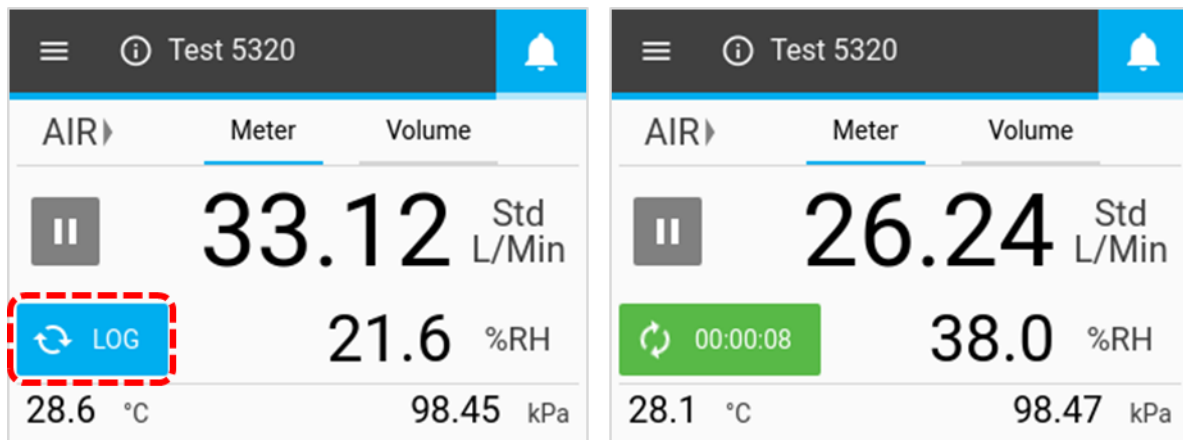 Test 5320
AIR Meter Volume
33.12 Std L/Min
LOG 21.6 %RH
28.6 °C 98.45 kPa
Test 5320
AIR Meter Volume
26.24 Std L/Min
00:00:08 38.0 %RH
28.1 °C 98.47 kPa